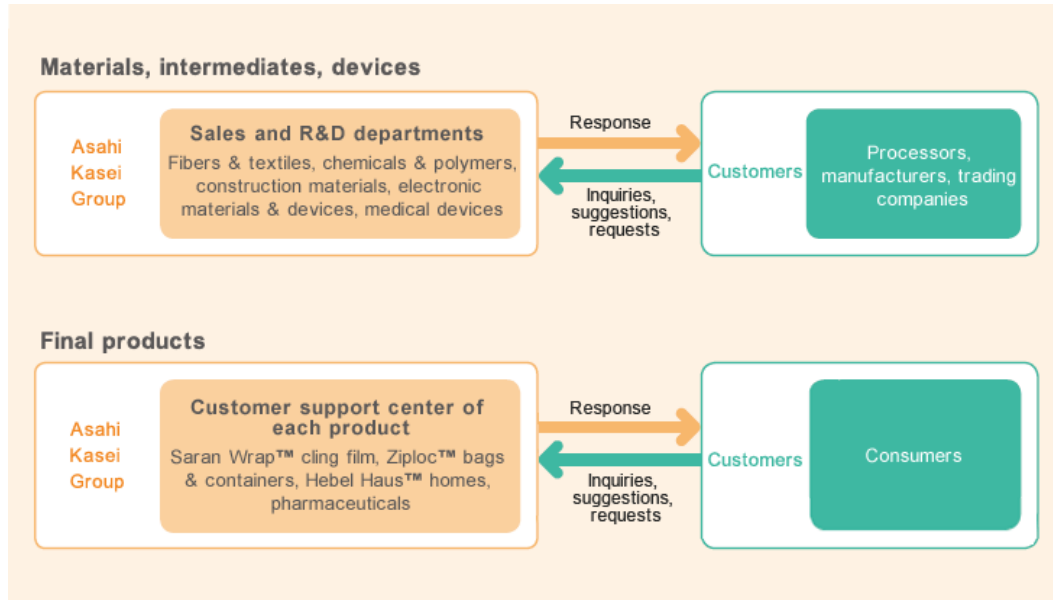 Materials, intermediates, devices
Asahi
Kasei
Group
Sales and R&D departments
Fibers & textiles, chemicals & polymers,
construction materials, electronic
materials & devices, medical devices
Response
Inquiries,
suggestions,
requests
Customers
Processors,
manufacturers, trading
companies
Final products
Asahi
Kasei
Group
Customer support center of
each product
Saran Wrap™ cling film, Ziploc™ bags
& containers, Hebel Haus™ homes,
pharmaceuticals
Response
Inquiries,
suggestions,
requests
Customers
Consumers